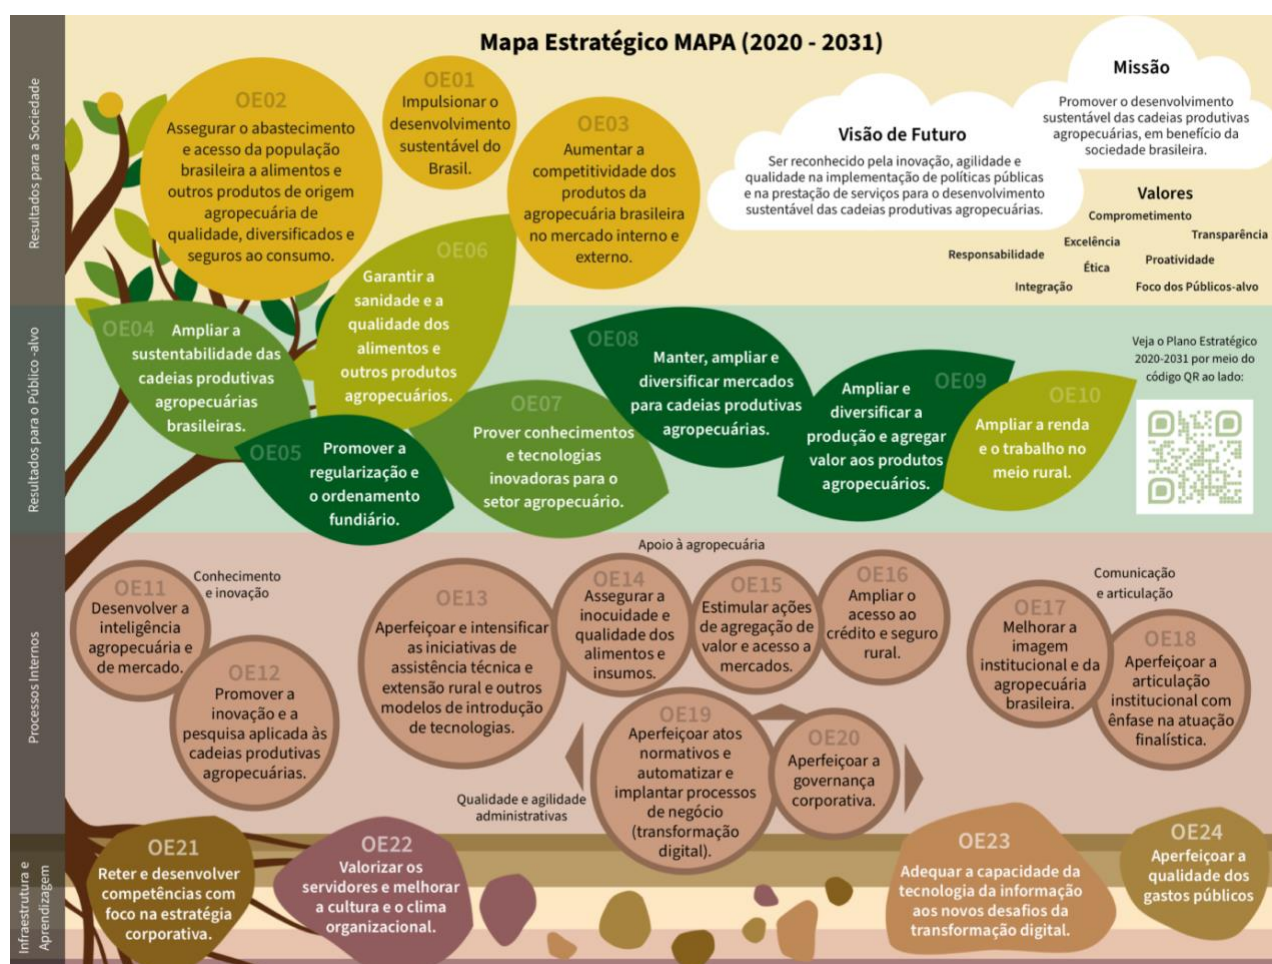 Mapa Estratégico MAPA (2020 - 2031)
Missão
Promover o desenvolvimento
sustentável das cadeias produtivas
agropecuárias, em benefício da
sociedade brasileira.
Visão de Futuro
Ser reconhecido pela inovação, agilidade e
qualidade na implementação de políticas públicas
e na prestação de serviços para o desenvolvimento
sustentável das cadeias produtivas agropecuárias.
Valores
Comprometimento
Transparência
Excelência
Responsabilidade
Proatividade
Ética
Integração
Foco dos Públicos-alvo
Resultados para a Sociedade
OE01
Impulsionar o
desenvolvimento
sustentável do
Brasil.
OE02
Assegurar o abastecimento
e acesso da população
brasileira a alimentos e
outros produtos de origem
agropecuária de
qualidade, diversificados e
seguros ao consumo.
OE03
Aumentar a
competitividade dos
produtos da
agropecuária brasileira
no mercado interno e
externo.
Resultados para o Público -alvo
OE04
Ampliar a
sustentabilidade das
cadeias produtivas
agropecuárias
brasileiras.
OE05
Promover a
regularização e
o ordenamento
fundiário.
OE06
Garantir a
sanidade e a
qualidade dos
alimentos e
outros produtos
agropecuários.
OE07
Prover conhecimentos
e tecnologias
inovadoras para o
setor agropecuário.
OE08
Manter, ampliar e
diversificar mercados
para cadeias produtivas
agropecuárias.
OE09
Ampliar e
diversificar a
produção e agregar
valor aos produtos
agropecuários.
OE10
Ampliar a renda
e o trabalho no
meio rural.
Veja o Plano Estratégico
2020-2031 por meio do
código QR ao lado:
Processos Internos
Conhecimento
e inovação
OE11
Desenvolver a
inteligência
agropecuária e
de mercado.
OE12
Promover a
inovação e a
pesquisa aplicada às
cadeias produtivas
agropecuárias.
Apoio à agropecuária
OE13
Aperfeiçoar e intensificar
as iniciativas de
assistência técnica e
extensão rural e outros
modelos de introdução
de tecnologias.
OE14
Assegurar a
inocuidade e
qualidade dos
alimentos e
insumos.
OE15
Estimular ações
de agregação de
valor e acesso a
mercados.
OE16
Ampliar o
acesso ao
crédito e seguro
rural.
Comunicação
e articulação
OE17
Melhorar a
imagem
institucional e da
agropecuária
brasileira.
OE18
Aperfeiçoar a
articulação
institucional com
ênfase na atuação
finalística.
Qualidade e agilidade
administrativas
OE19
Aperfeiçoar atos
normativos e
automatizar e
implantar processos
de negócio
(transformação
digital).
OE20
Aperfeiçoar a
governança
corporativa.
Infraestrutura e
Aprendizagem
OE21
Reter e desenvolver
competências com
foco na estratégia
corporativa.
OE22
Valorizar os
servidores e melhorar
a cultura e o clima
organizacional.
OE23
Adequar a capacidade da
tecnologia da informação
aos novos desafios da
transformação digital.
OE24
Aperfeiçoar a
qualidade dos
gastos públicos